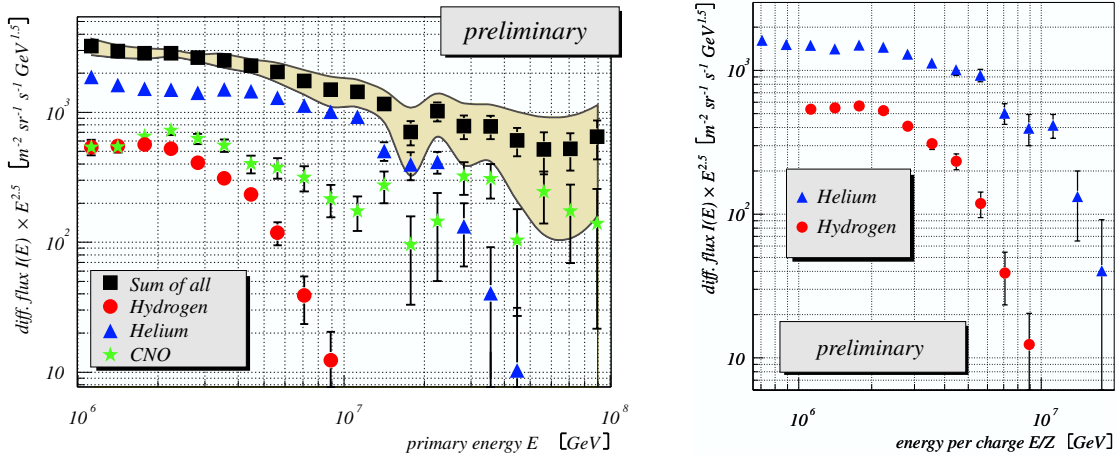 preliminary
diff. flux I(E) × E^2.5 [m^-2 sr^-1 s^-1 GeV^1.5]
10^3
10^2
10
Sum of all
Hydrogen
Helium
CNO
10^6
10^7
10^8
primary energy E [GeV]
diff. flux I(E) × E^2.5 [m^-2 sr^-1 s^-1 GeV^1.5]
10^3
10^2
10
Helium
Hydrogen
preliminary
10^6
10^7
energy per charge E/Z [GeV]